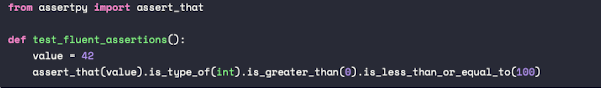 from assertpy import assert_that
def test_fluent_assertions():
    value = 42
    assert_that(value).is_type_of(int).is_greater_than(0).is_less_than_or_equal_to(100)